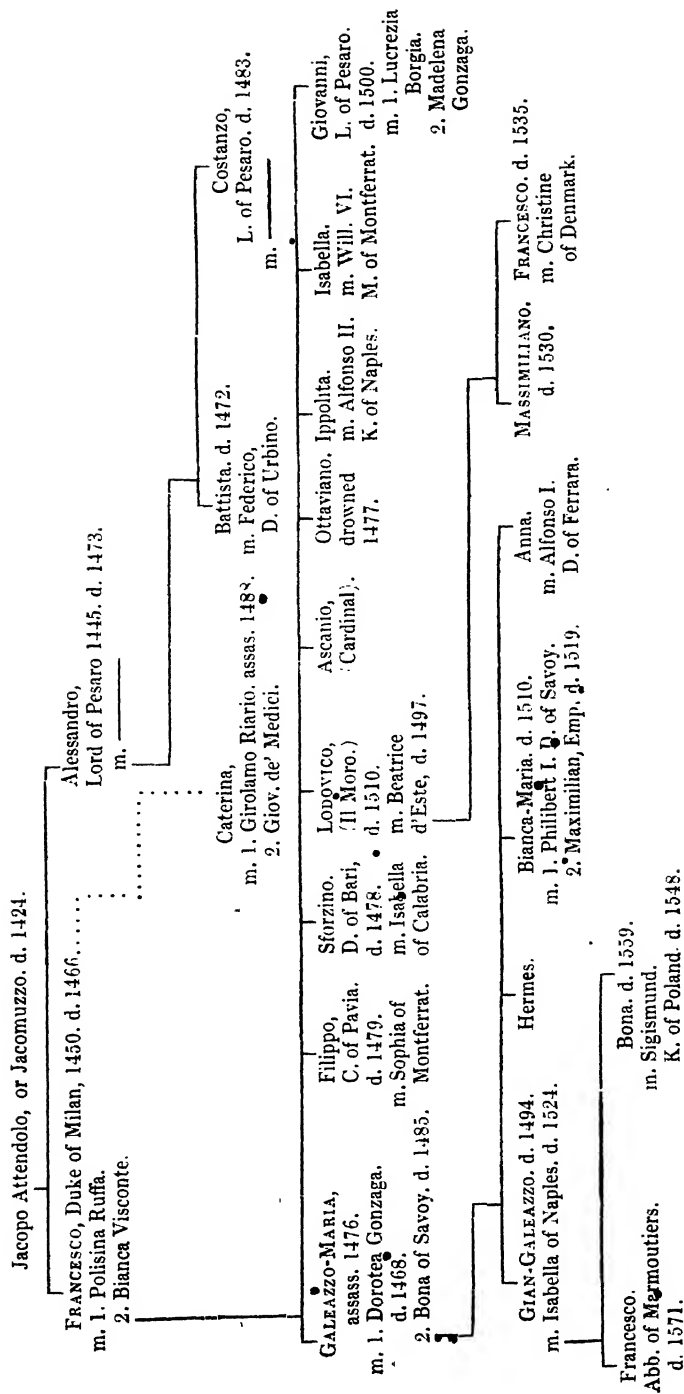 Jacopo Attendolo, or Jacomuzzo. d. 1424.
FRANCESCO, Duke of Milan, 1450. d. 1466.
m. 1. Polisina Ruffa.
2. Bianca Visconte.
Alessandro,
Lord of Pesaro 1445. d. 1473.
m.
Caterina,
m. 1. Girolamo Riario. assas. 1488.
2. Giov. de' Medici.
Battista. d. 1472.
m. Federico,
D. of Urbino.
Costanzo,
L. of Pesaro. d. 1483.
m.
GALEAZZO-MARIA,
assass. 1476.
m. 1. Dorotea Gonzaga.
d. 1468.
2. Bona of Savoy. d. 1485.
Filippo,
C. of Pavia.
d. 1479.
m. Sophia of
Montferrat.
Sforzino.
D. of Bari,
d. 1478.
m. Isabella
of Calabria.
LODOVICO,
(Il Moro.)
d. 1510.
m. Beatrice
d'Este, d. 1497.
Ascanio,
(Cardinal).
Ottaviano.
drowned
1477.
Ippolita.
m. Alfonso II.
K. of Naples.
Isabella.
m. Will. VI.
M. of Montferrat.
Giovanni,
L. of Pesaro.
d. 1500.
m. 1. Lucrezia
Borgia.
2. Madelena
Gonzaga.
GIAN-GALEAZZO. d. 1494.
m. Isabella of Naples. d. 1524.
Hermes.
Bianca-Maria. d. 1510.
m. 1. Philibert I. D. of Savoy.
2. Maximilian, Emp. d. 1519.
Anna.
m. Alfonso I.
D. of Ferrara.
MASSIMILIANO.
d. 1530.
FRANCESCO. d. 1535.
m. Christine
of Denmark.
Francesco.
Abb. of Marmoutiers.
d. 1571.
Bona. d. 1559.
m. Sigismund.
K. of Poland. d. 1548.